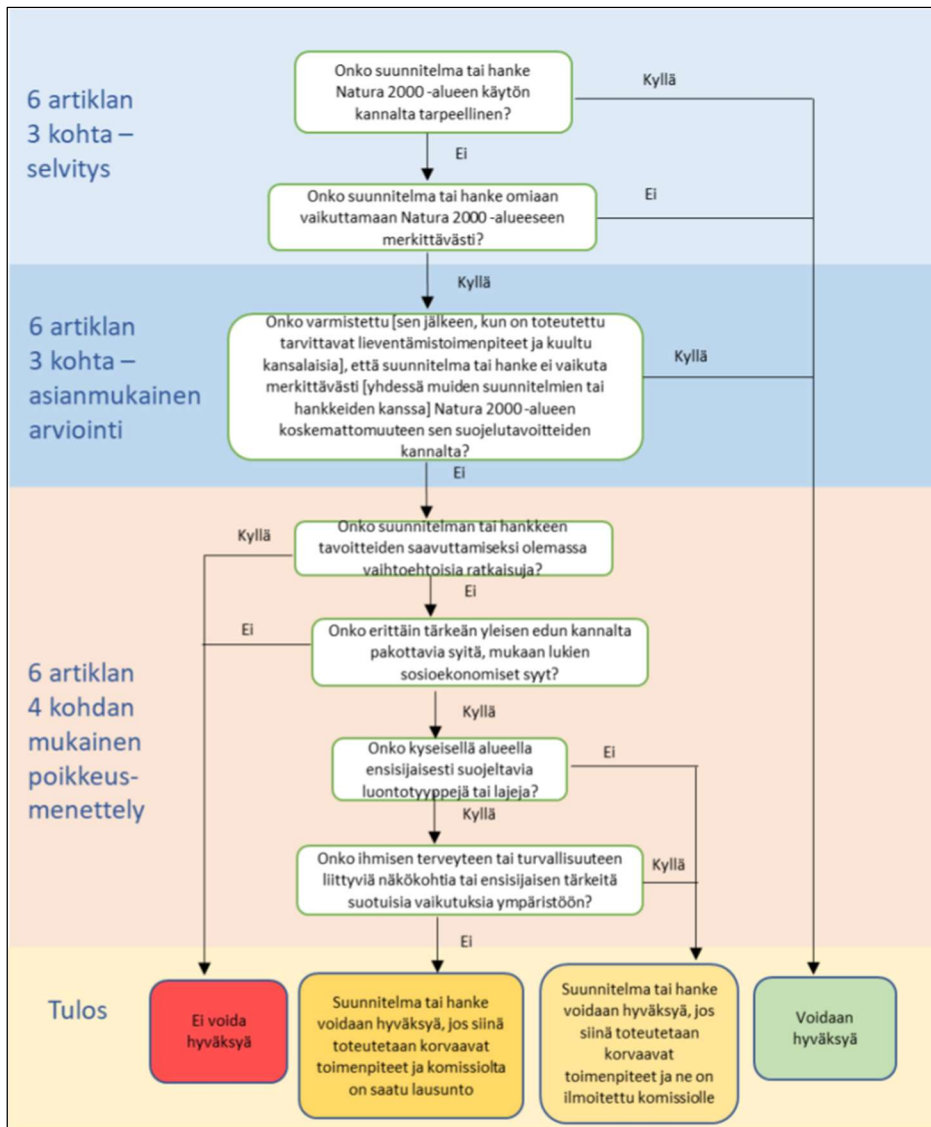 6 artiklan
3 kohta –
selvitys
Onko suunnitelma tai hanke
Natura 2000 -alueen käytön
kannalta tarpeellinen?
Kyllä
Ei
Onko suunnitelma tai hanke omiaan
vaikuttamaan Natura 2000 -alueeseen
merkittävästi?
Ei
Kyllä
6 artiklan
3 kohta –
asianmukainen
arviointi
Onko varmistettu [sen jälkeen, kun on toteutettu
tarvittavat lieventämistoimenpiteet ja kuultu
kansalaisia], että suunnitelma tai hanke ei vaikuta
merkittävästi [yhdessä muiden suunnitelmien tai
hankkeiden kanssa] Natura 2000 -alueen
koskemattomuuteen sen suojelutavoitteiden
kannalta?
Kyllä
Ei
6 artiklan
4 kohdan
mukainen
poikkeus-
menettely
Onko suunnitelman tai hankkeen
tavoitteiden saavuttamiseksi olemassa
vaihtoehtoisia ratkaisuja?
Kyllä
Ei
Onko erittäin tärkeän yleisen edun kannalta
pakottavia syitä, mukaan lukien
sosioekonomiset syyt?
Ei
Kyllä
Onko kyseisellä alueella
ensisijaisesti suojeltavia
luontotyyppejä tai lajeja?
Ei
Kyllä
Onko ihmisen terveyteen tai turvallisuuteen
liittyviä näkökohtia tai ensisijaisen tärkeitä
suotuisia vaikutuksia ympäristöön?
Kyllä
Ei
Tulos
Ei voida
hyväksyä
Suunnitelma tai hanke
voidaan hyväksyä, jos siinä
toteutetaan korvaavat
toimenpiteet ja komissiolta
on saatu lausunto
Suunnitelma tai hanke
voidaan hyväksyä, jos
siinä toteutetaan
korvaavat
toimenpiteet ja ne on
ilmoitettu komissiolle
Voidaan
hyväksyä